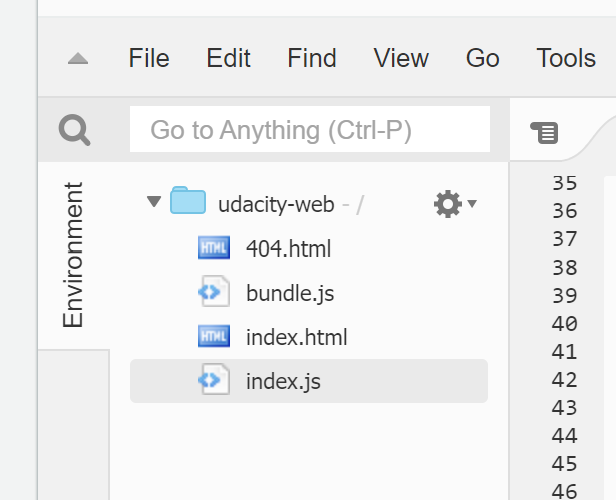 File Edit Find View Go Tools
Go to Anything (Ctrl-P)
Environment
udacity-web - /
HTML 404.html
bundle.js
HTML index.html
index.js
35
36
37
38
39
40
41
42
43
44
45
46